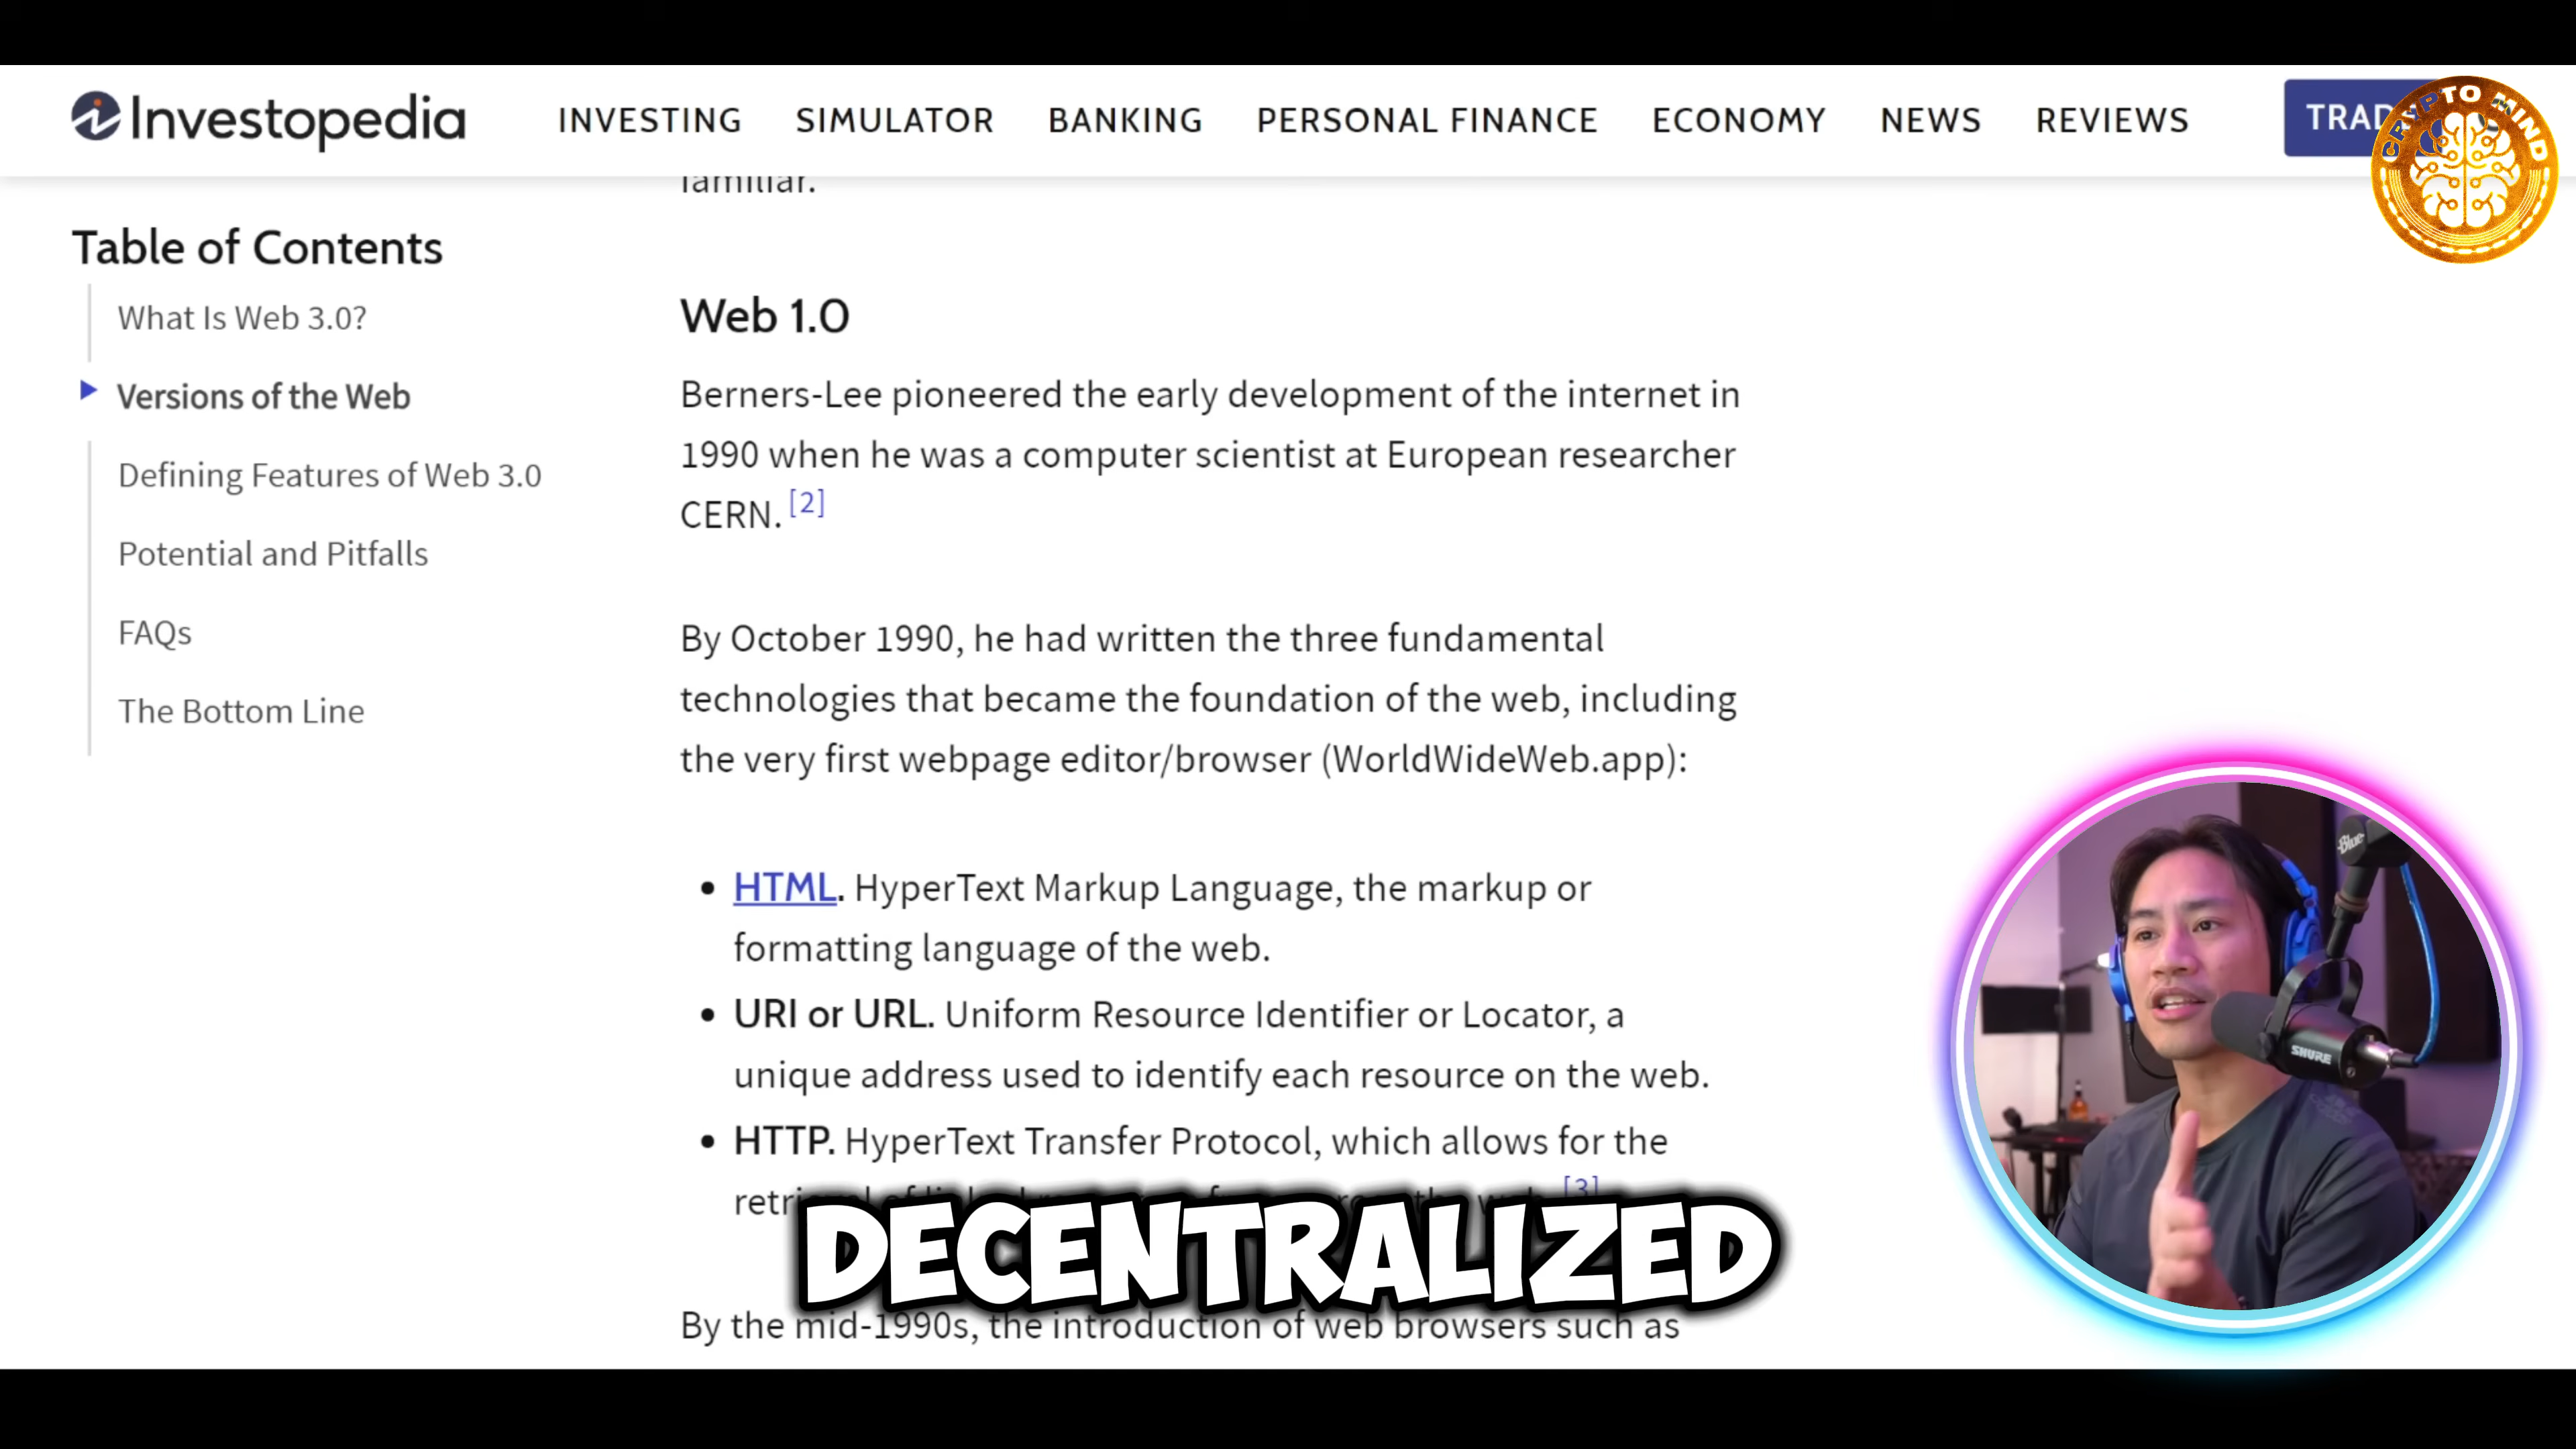 Investopedia
INVESTING SIMULATOR BANKING PERSONAL FINANCE ECONOMY NEWS REVIEWS
CRYPTO MIND
familiar.
Table of Contents
What Is Web 3.0?
Versions of the Web
Defining Features of Web 3.0
Potential and Pitfalls
FAQs
The Bottom Line
Web 1.0
Berners-Lee pioneered the early development of the internet in
1990 when he was a computer scientist at European researcher
CERN. [2]
By October 1990, he had written the three fundamental
technologies that became the foundation of the web, including
the very first webpage editor/browser (WorldWideWeb.app):
• HTML. HyperText Markup Language, the markup or
formatting language of the web.
• URI or URL. Uniform Resource Identifier or Locator, a
unique address used to identify each resource on the web.
• HTTP. HyperText Transfer Protocol, which allows for the
[3]
DECENTRALIZED
By the mid-1990s, the introduction of web browsers such as
Blue
SHURE